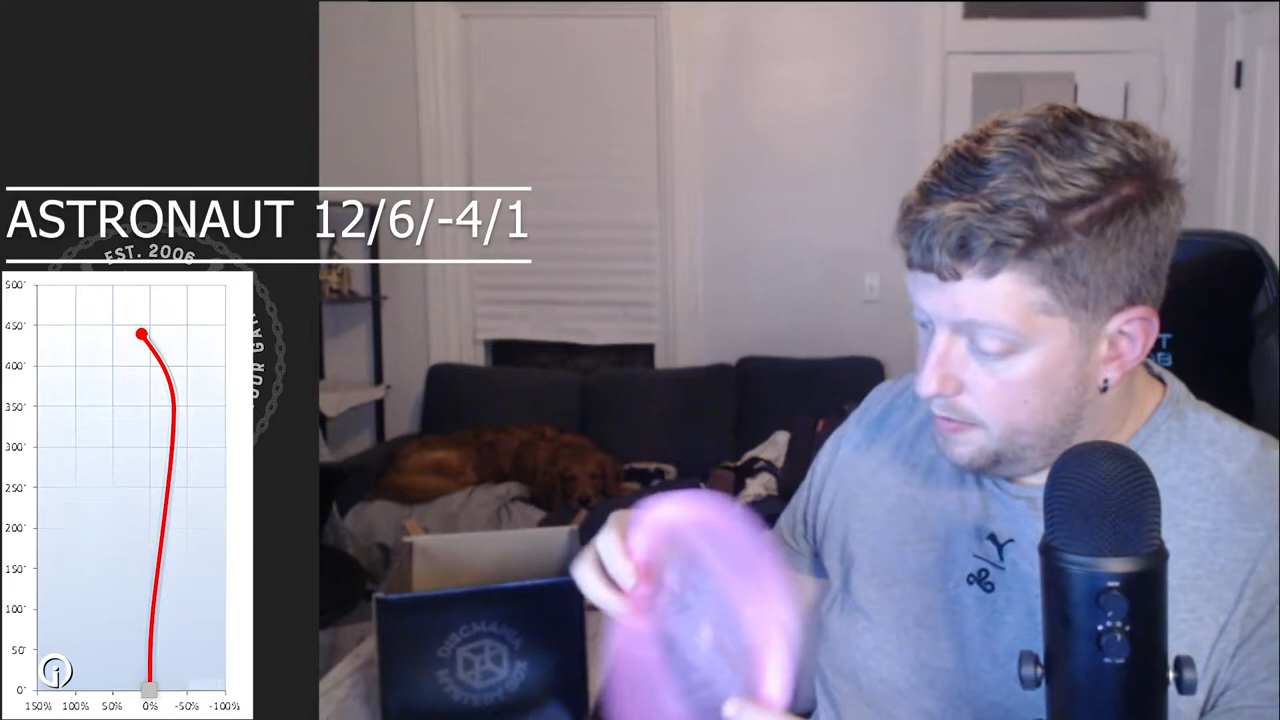 ASTRONAUT 12/6/-4/1
EST. 2006
500'
450'
400'
350'
300'
250'
200'
150'
100'
50'
0'
150% 100% 50% 0% -50% -100%
DISCMANIA